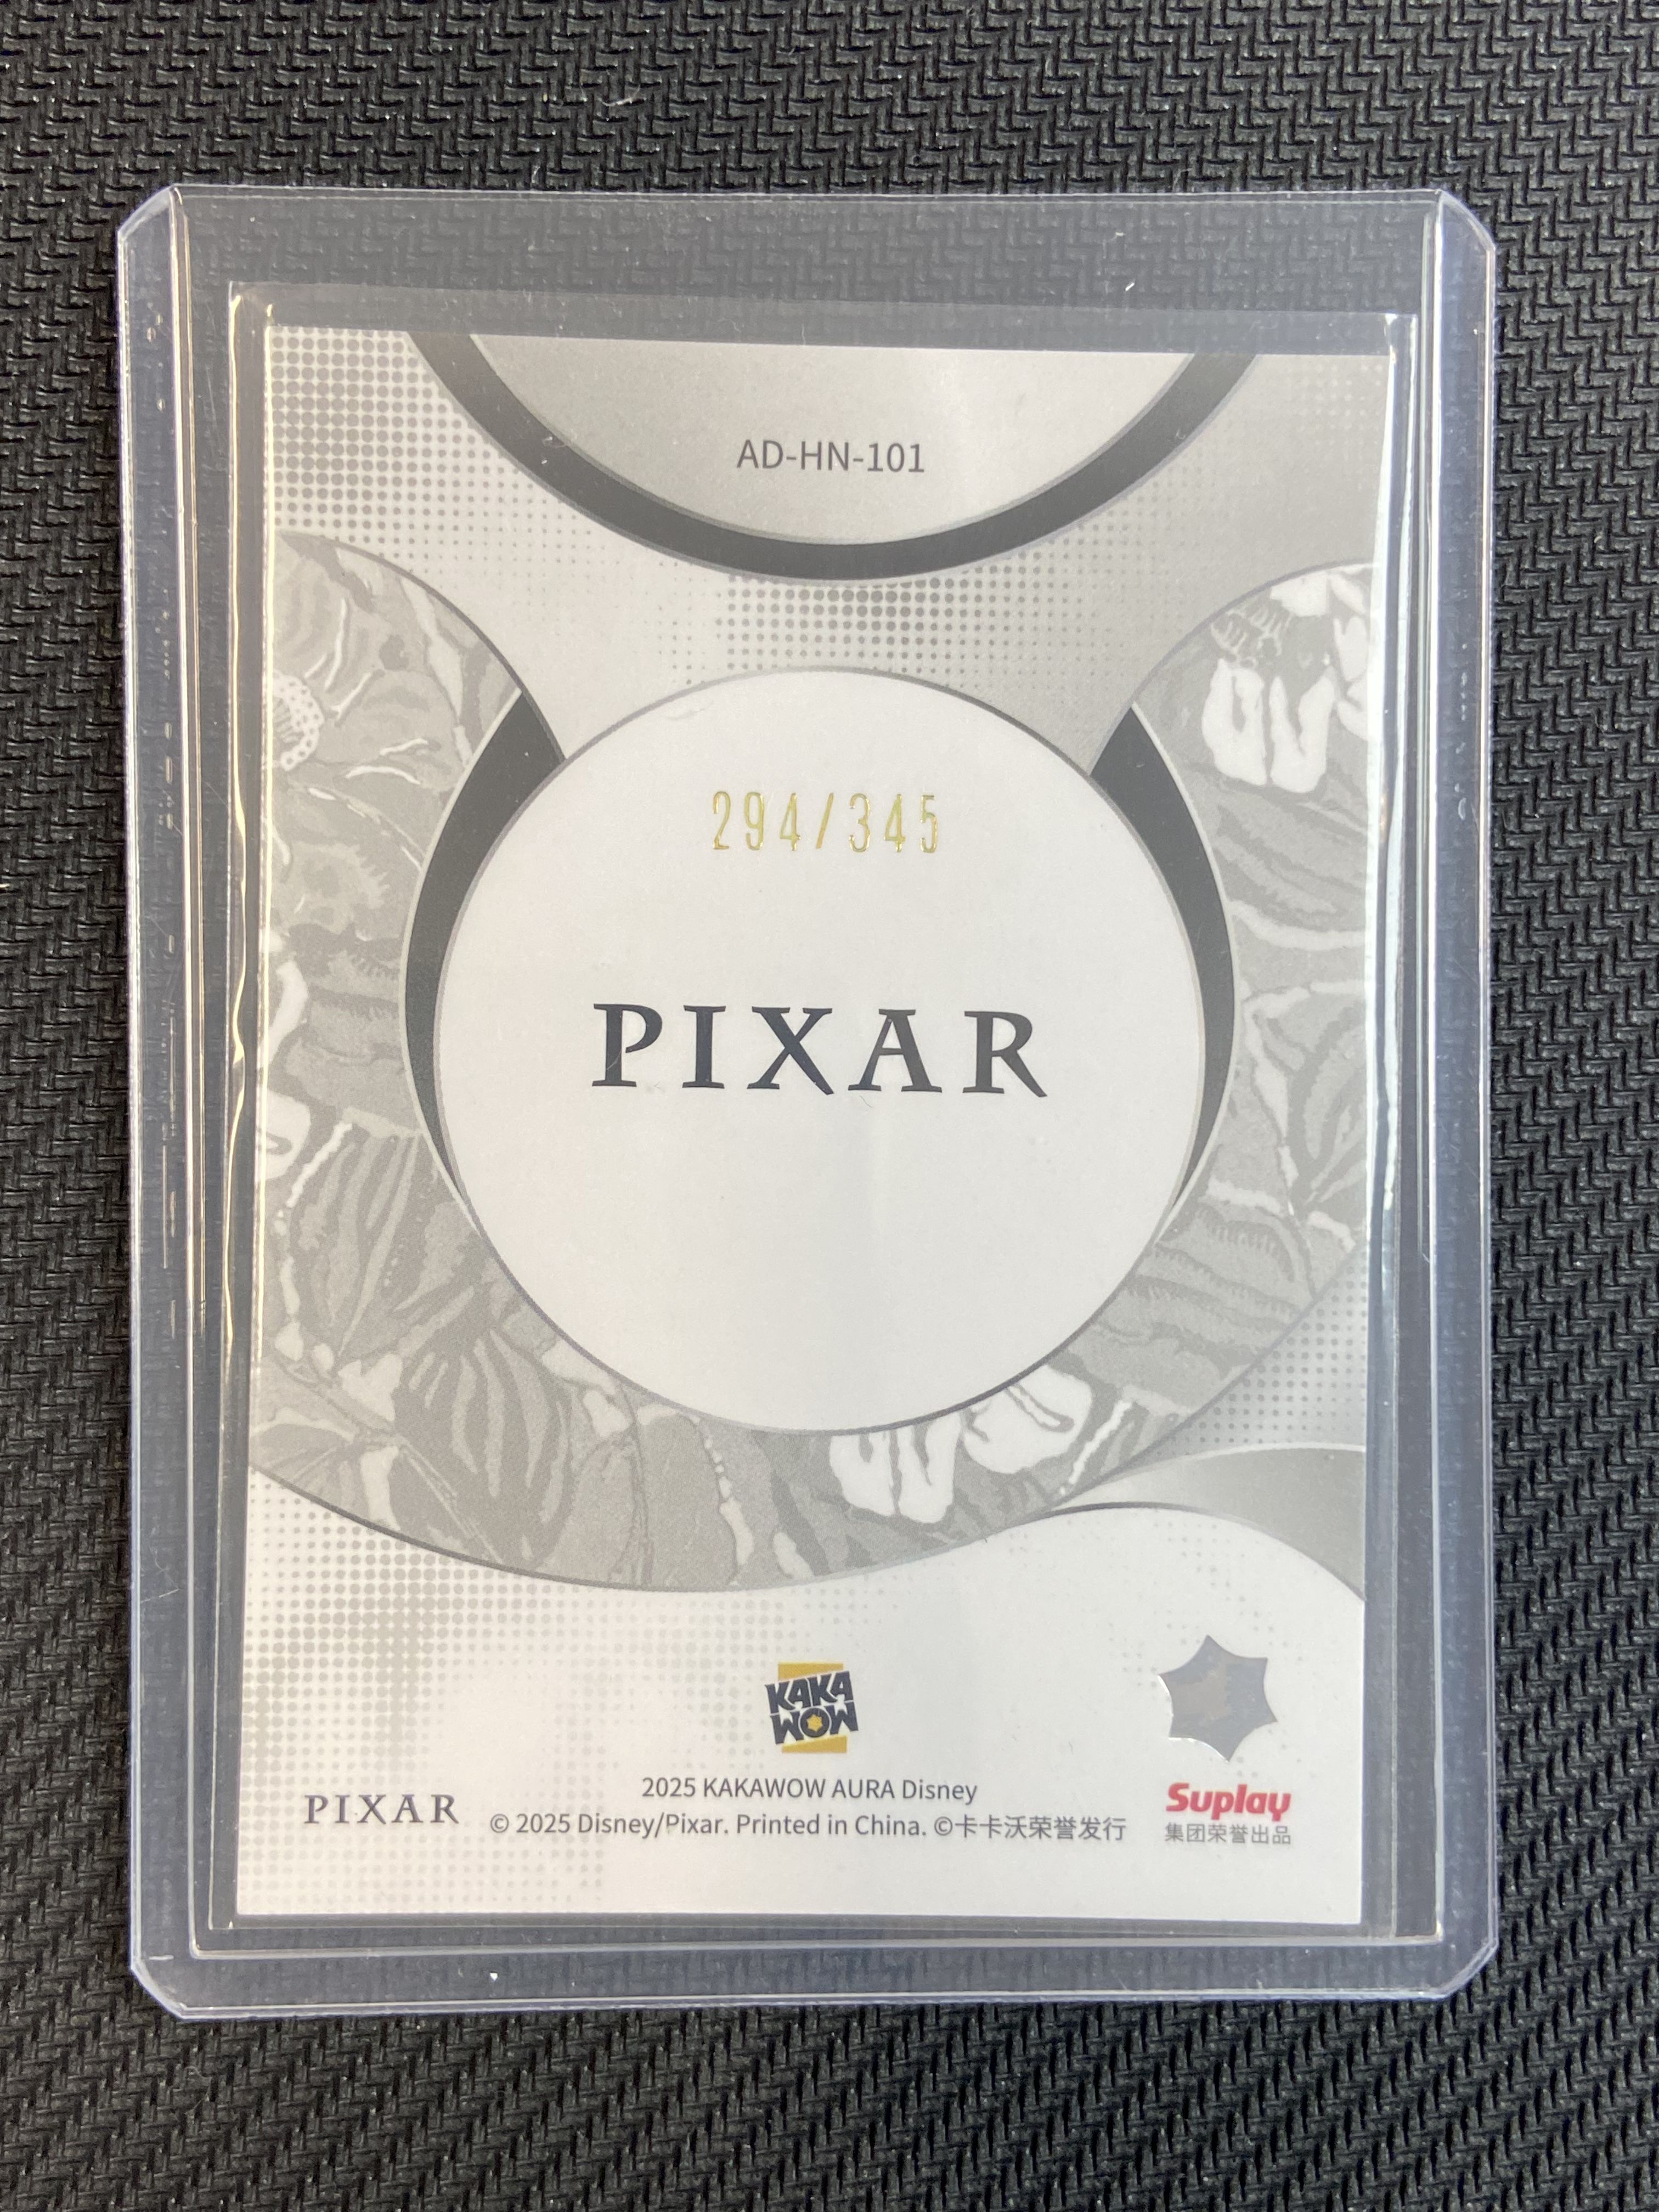 AD-HN-101
294/345
PIXAR
KAKA
WOW
2025 KAKAWOW AURA Disney
PIXAR
© 2025 Disney/Pixar. Printed in China. ©卡卡沃荣誉发行
Suplay
集团荣誉出品